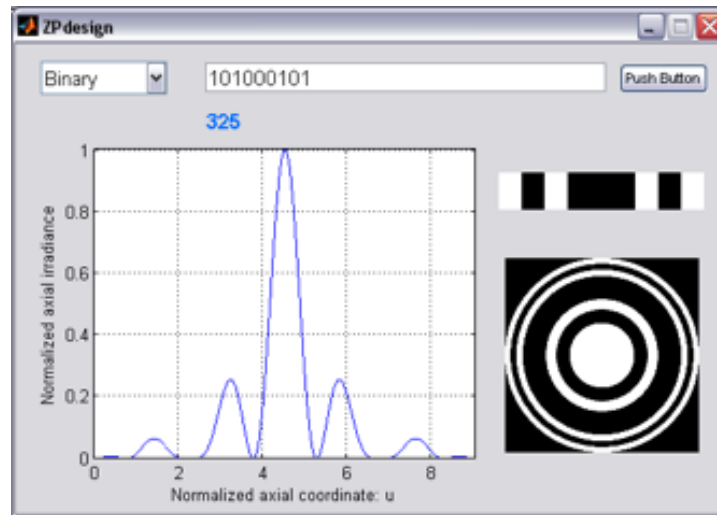 ZPdesign
Binary
101000101
Push Button
325
1
0.8
0.6
0.4
0.2
0
Normalized axial irradiance
0 2 4 6 8
Normalized axial coordinate: u